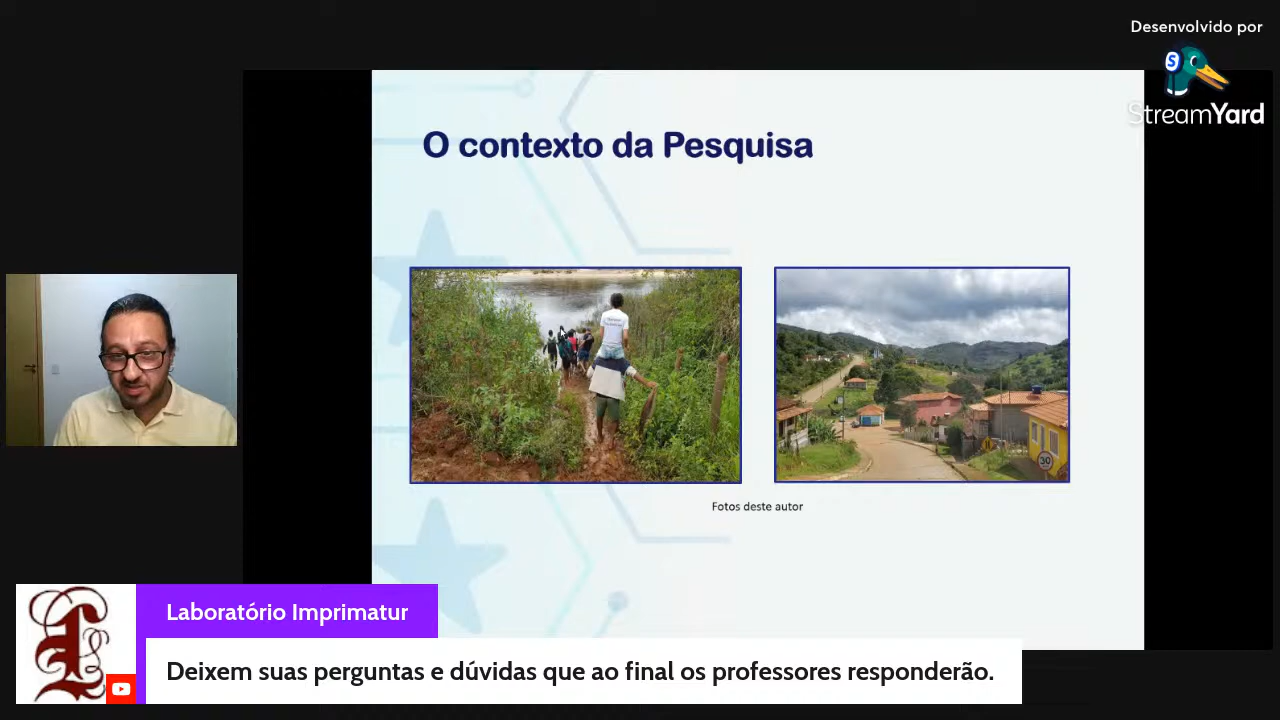 Desenvolvido por
StreamYard
O contexto da Pesquisa
30
Fotos deste autor
Laboratório Imprimatur
Deixem suas perguntas e dúvidas que ao final os professores responderão.